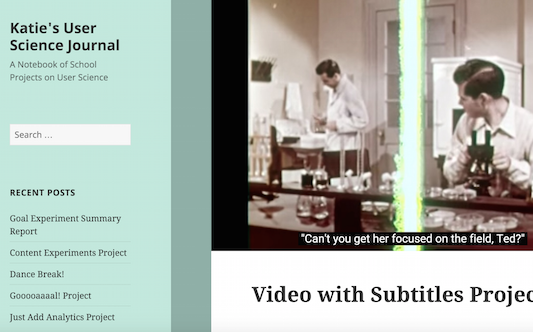 Katie's User
Science Journal
A Notebook of School
Projects on User Science
Search ...
RECENT POSTS
Goal Experiment Summary
Report
Content Experiments Project
Dance Break!
Gooooaaaal! Project
Just Add Analytics Project
"Can't you get her focused on the field, Ted?"
Video with Subtitles Projec